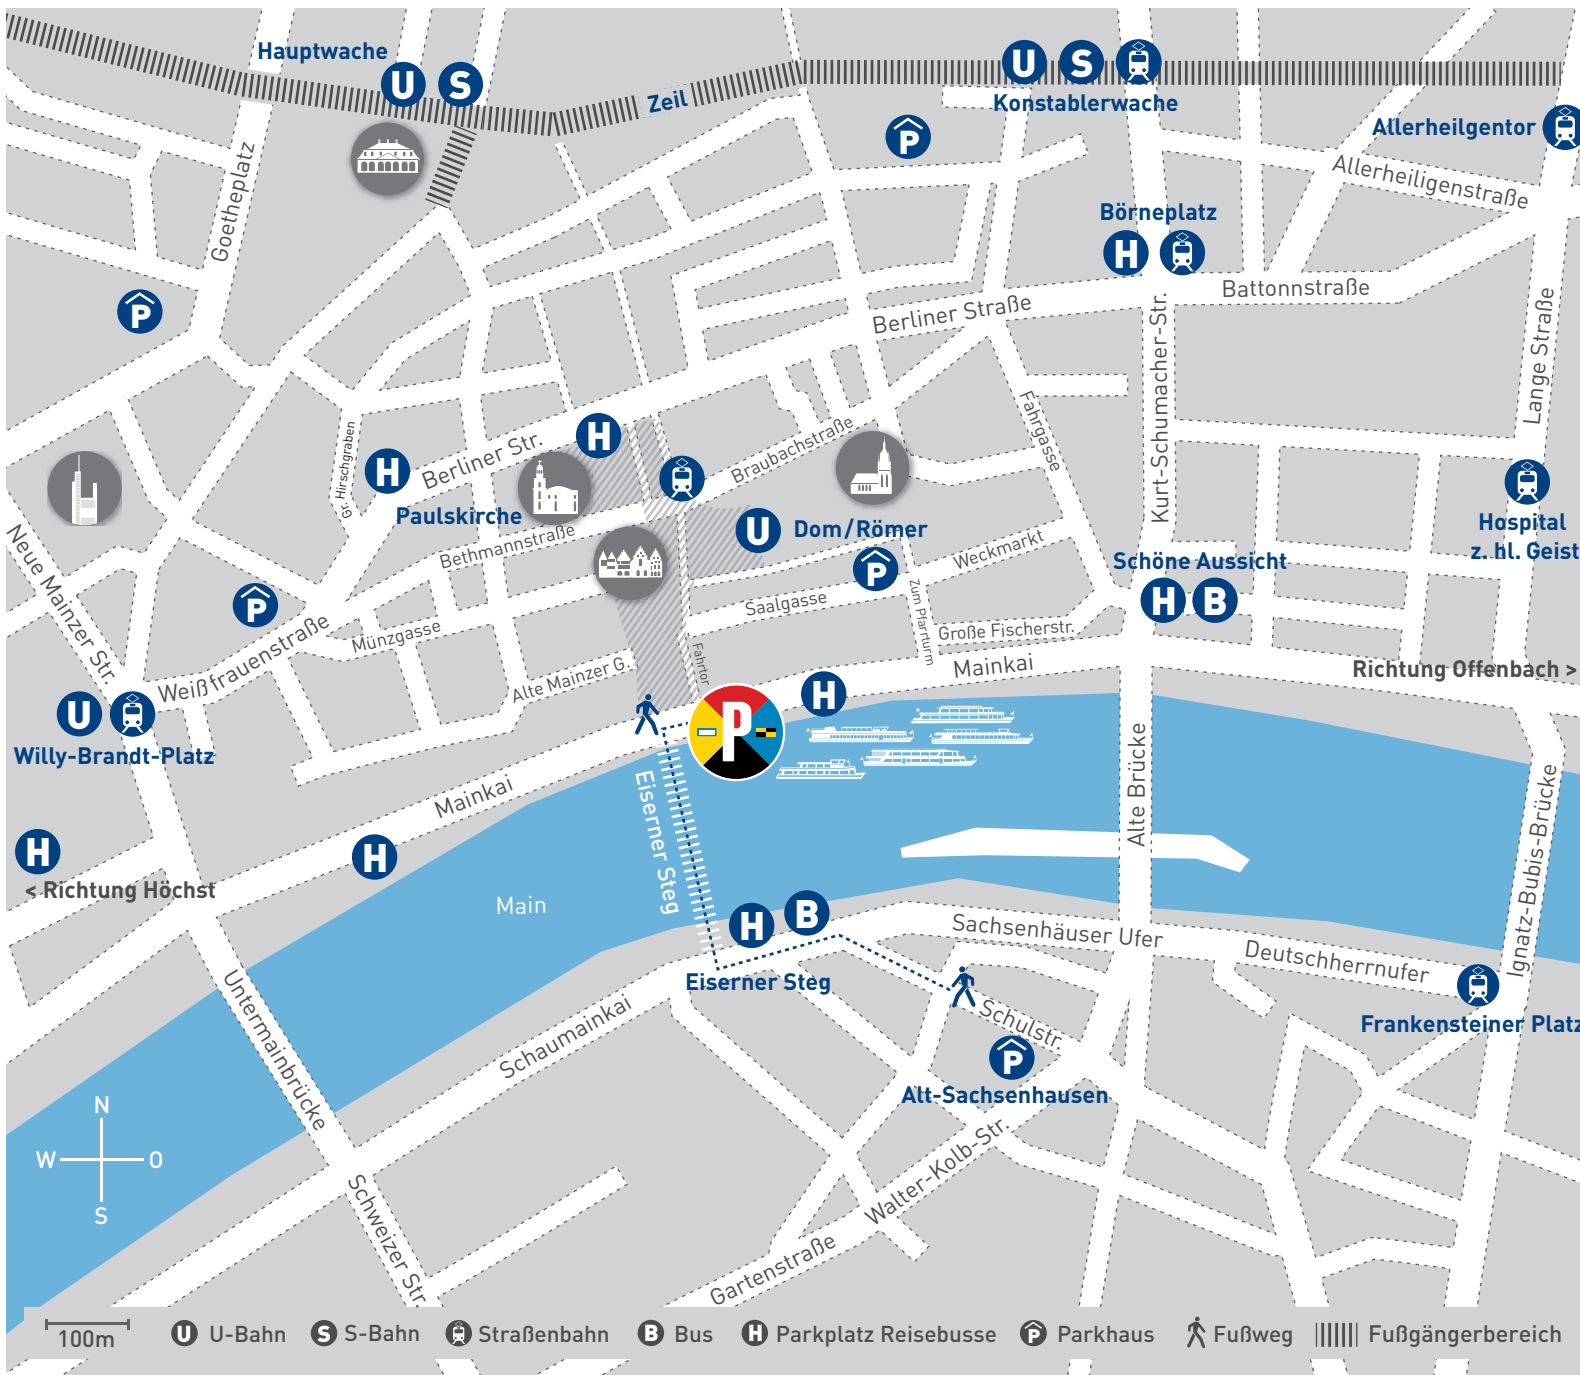 Hauptwache
U
S
Zeil
U
S
Konstablerwache
Allerheilgentor
P
Allerheiligenstraße
Goetheplatz
Börneplatz
H
Battonnstraße
P
Berliner Straße
Kurt-Schumacher-Str.
Lange Straße
Fahrgasse
Gr. Hirschgraben
H
Berliner Str.
H
Braubachstraße
Paulskirche
Bethmannstraße
U
Dom/Römer
P
Weckmarkt
Hospital
z. hl. Geist
Schöne Aussicht
H
B
Neue Mainzer Str.
P
Saalgasse
Zum Pfarrturm
Große Fischerstr.
Weißfrauenstraße
Münzgasse
Alte Mainzer G.
Fahrtor
Mainkai
Richtung Offenbach >
U
Willy-Brandt-Platz
P
H
Mainkai
Eiserner Steg
Alte Brücke
Ignatz-Bubis-Brücke
H
< Richtung Höchst
H
Main
H
B
Eiserner Steg
Sachsenhäuser Ufer
Deutschherrnufer
Frankensteiner Platz
Untermainbrücke
Schaumainkai
Schulstr.
P
Alt-Sachsenhausen
Walter-Kolb-Str.
Gartenstraße
Schweizer Str.
N
W
O
S
100m
U U-Bahn
S S-Bahn
Straßenbahn
B Bus
H Parkplatz Reisebusse
P Parkhaus
Fußweg
Fußgängerbereich